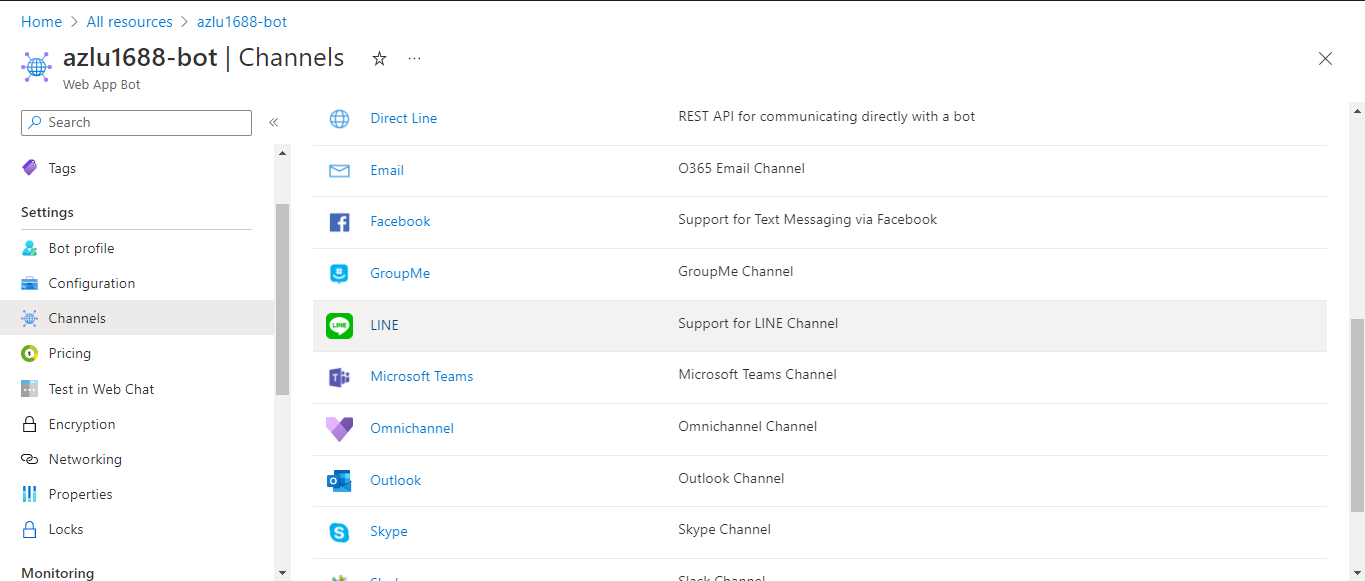 Home > All resources > azlu1688-bot
azlu1688-bot | Channels
Web App Bot
Search
Tags
Settings
Bot profile
Configuration
Channels
Pricing
Test in Web Chat
Encryption
Networking
Properties
Locks
Monitoring
Direct Line REST API for communicating directly with a bot
Email O365 Email Channel
Facebook Support for Text Messaging via Facebook
GroupMe GroupMe Channel
LINE LINE Support for LINE Channel
Microsoft Teams Microsoft Teams Channel
Omnichannel Omnichannel Channel
Outlook Outlook Channel
Skype Skype Channel
Slack Slack Channel